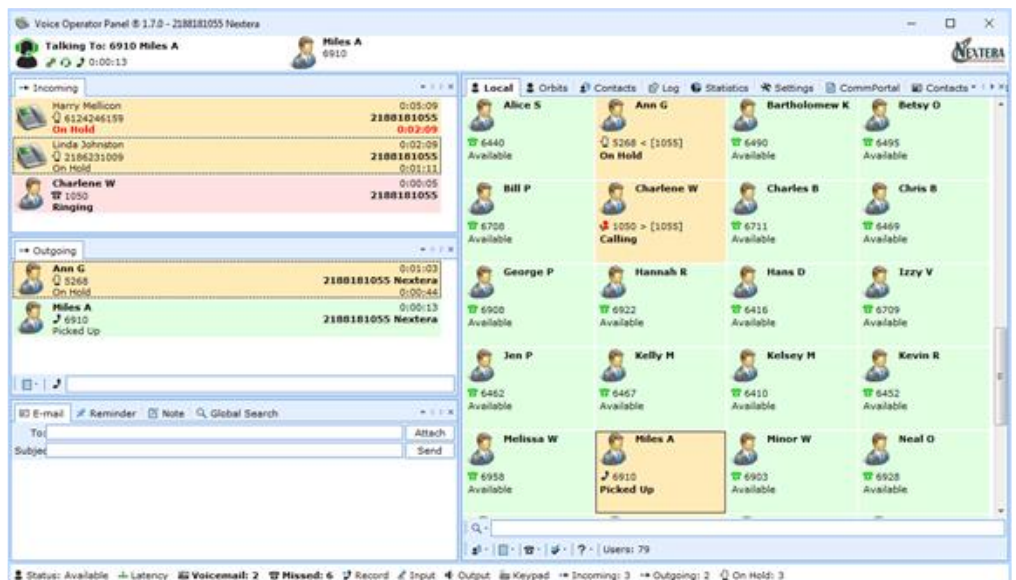 Voice Operator Panel ® 1.7.0 - 2188181055 Nextera
Talking To: 6910 Miles A
0:00:13
Miles A
6910
NEXTERA
Incoming
Harry Mellicon 0:05:09
6124246159 2188181055
On Hold 0:02:09
Linda Johnston 0:02:09
2186231009 2188181055
On Hold 0:01:11
Charlene W 0:00:05
1050 2188181055
Ringing
Outgoing
Ann G 0:01:03
5268 2188181055 Nextera
On Hold 0:00:44
Miles A 0:00:13
6910 2188181055 Nextera
Picked Up
E-mail Reminder Note Global Search
To: Attach
Subjec Send
Local Orbits Contacts Log Statistics Settings CommPortal Contacts
Alice S Ann G Bartholomew K Betsy O
6440 5268 < [1055] 6490 6495
Available On Hold Available Available
Bill P Charlene W Charles B Chris B
6708 1050 > [1055] 6711 6469
Available Calling Available Available
George P Hannah R Hans D Izzy V
6908 6922 6416 6709
Available Available Available Available
Jen P Kelly M Kelsey M Kevin R
6462 6467 6410 6452
Available Available Available Available
Melissa W Miles A Minor W Neal O
6958 6910 6903 6928
Available Picked Up Available Available
Users: 79
Status: Available Latency Voicemail: 2 Missed: 6 Record Input Output Keypad Incoming: 3 Outgoing: 2 On Hold: 3